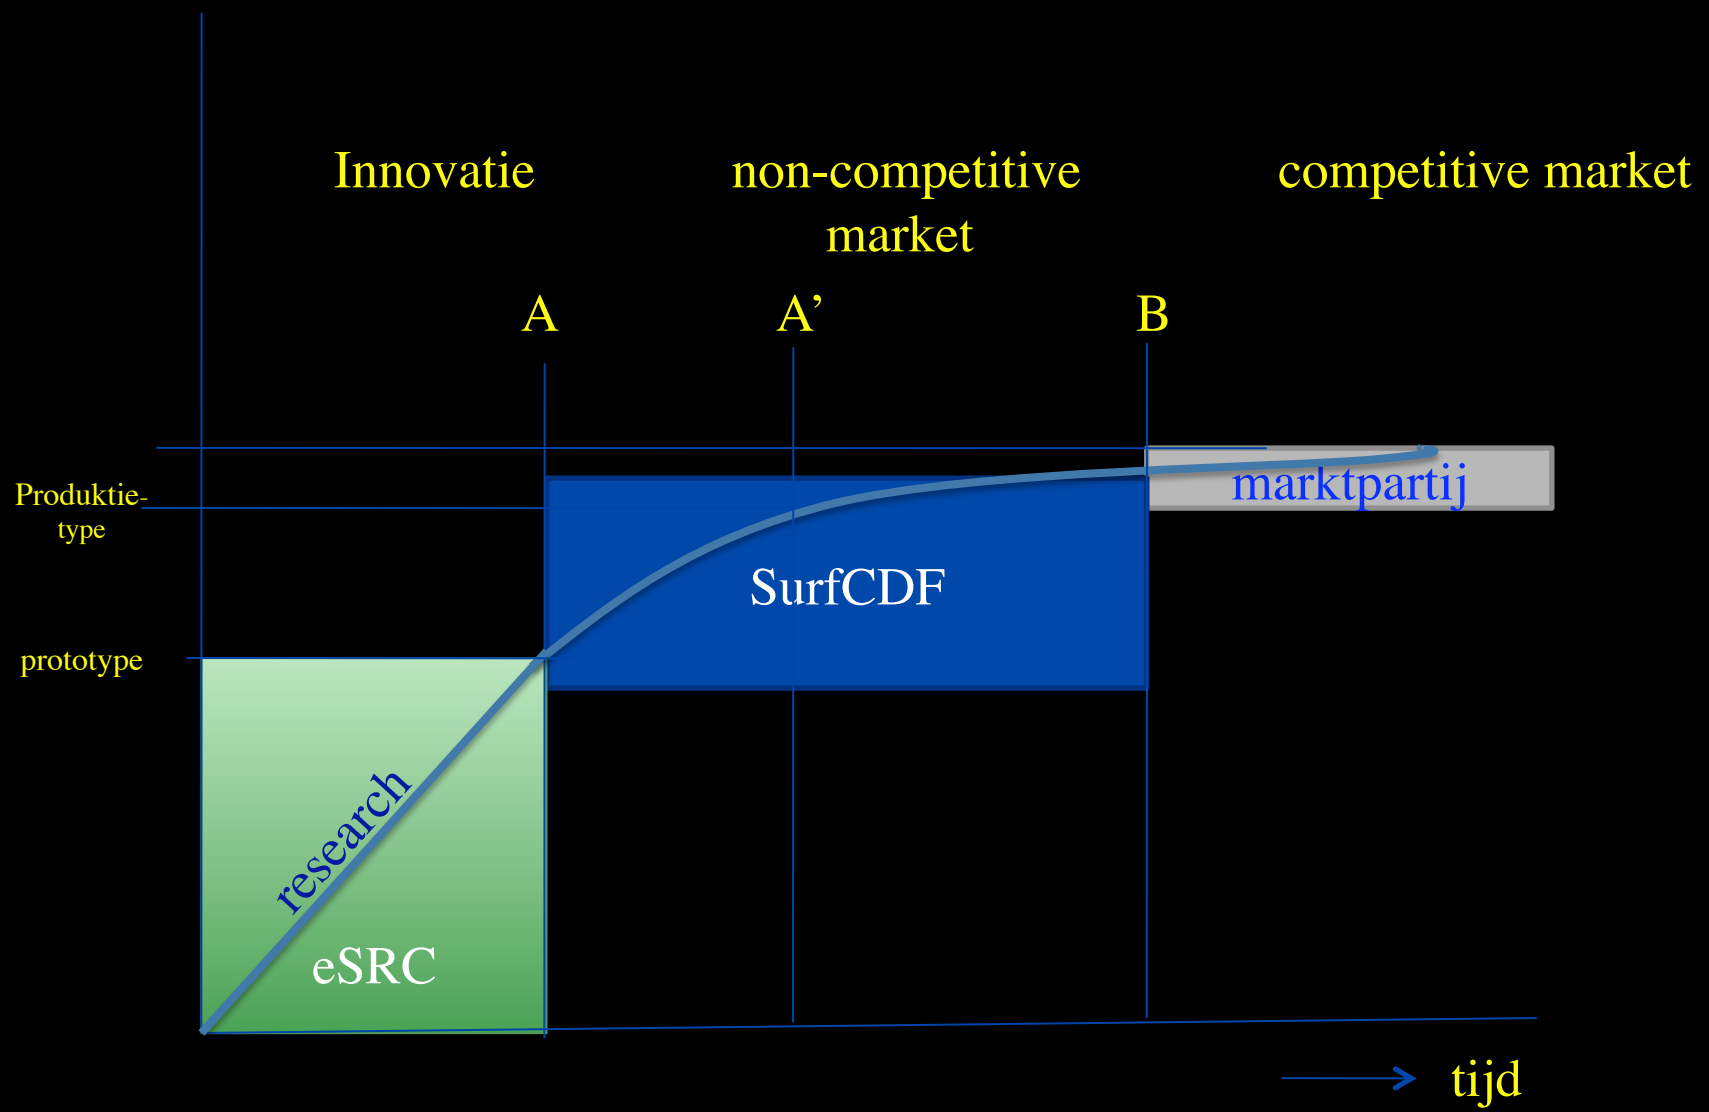 Innovatie
non-competitive
market
competitive market
A
A’
B
Produktie-
type
marktpartij
SurfCDF
prototype
research
eSRC
tijd